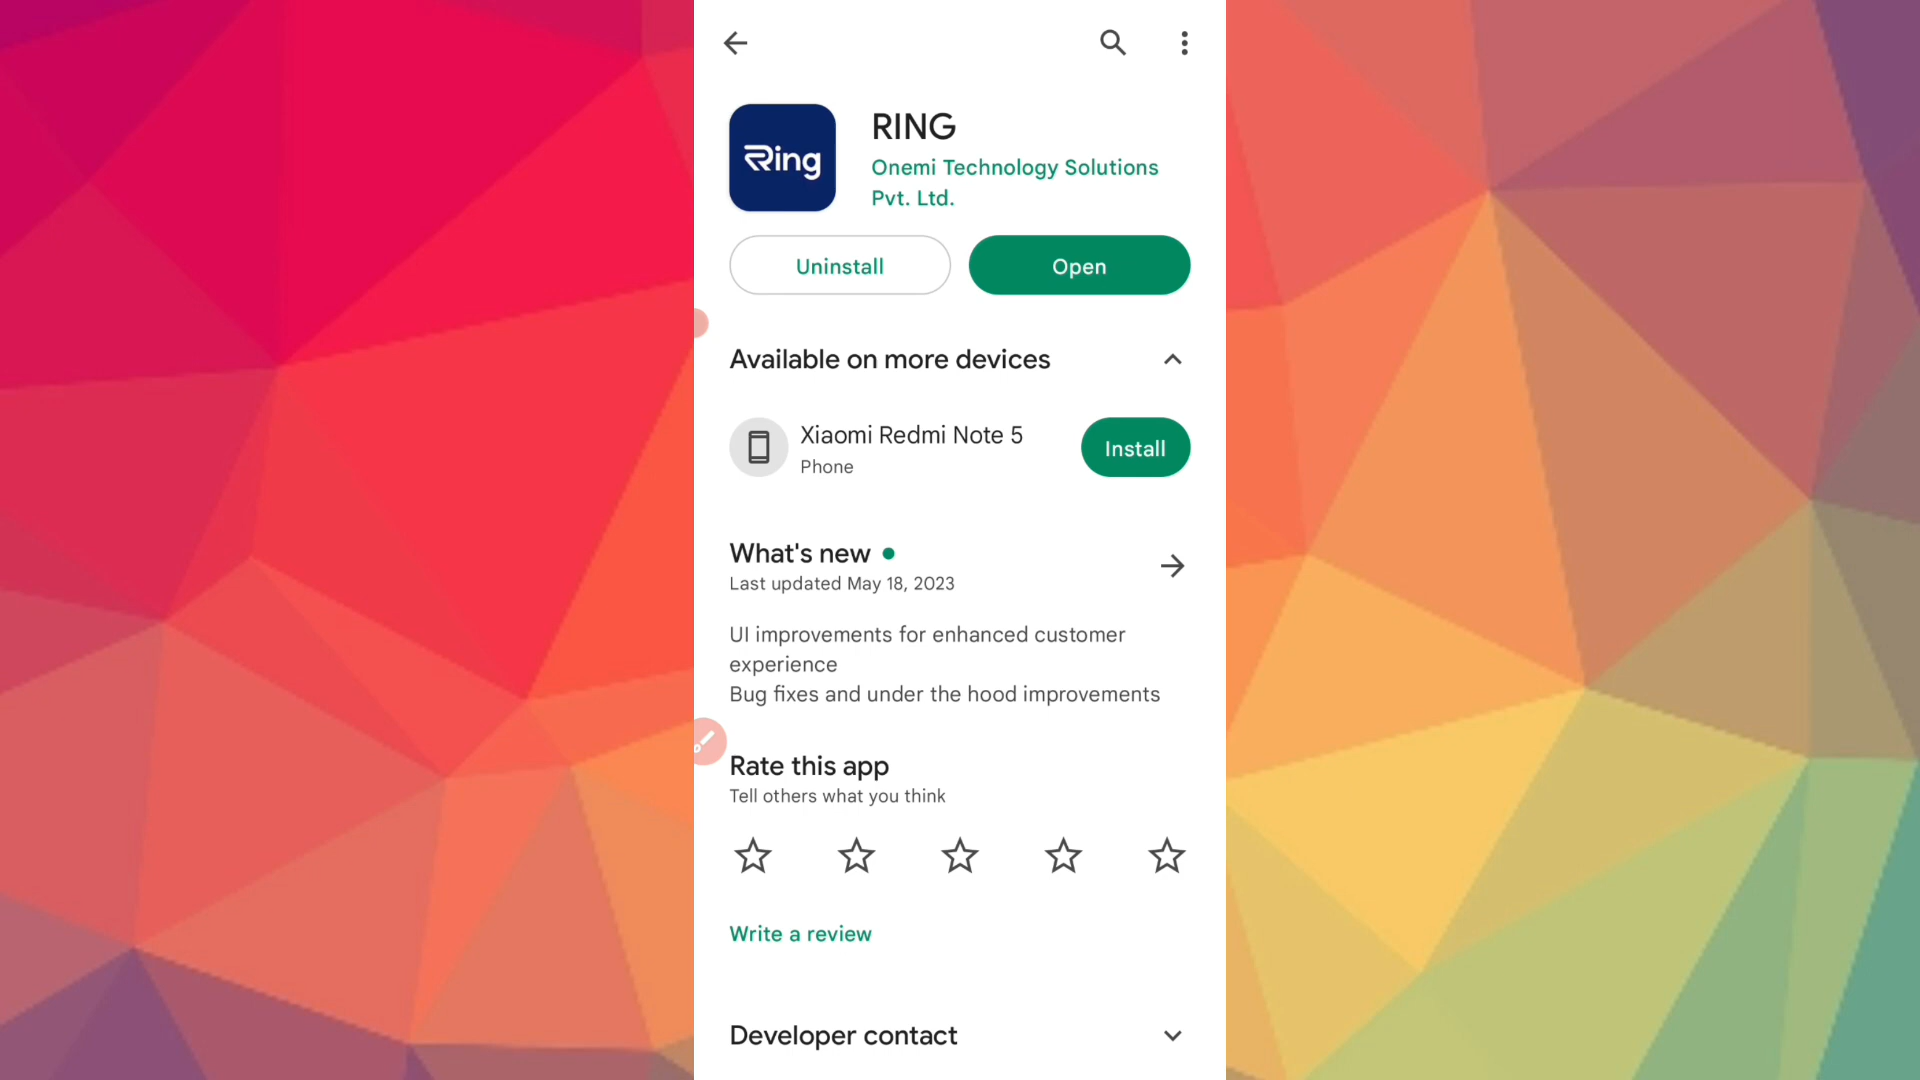 RING
Ring
Onemi Technology Solutions
Pvt. Ltd.
Uninstall
Open
Available on more devices
Xiaomi Redmi Note 5
Phone
Install
What's new
Last updated May 18, 2023
UI improvements for enhanced customer
experience
Bug fixes and under the hood improvements
Rate this app
Tell others what you think
Write a review
Developer contact